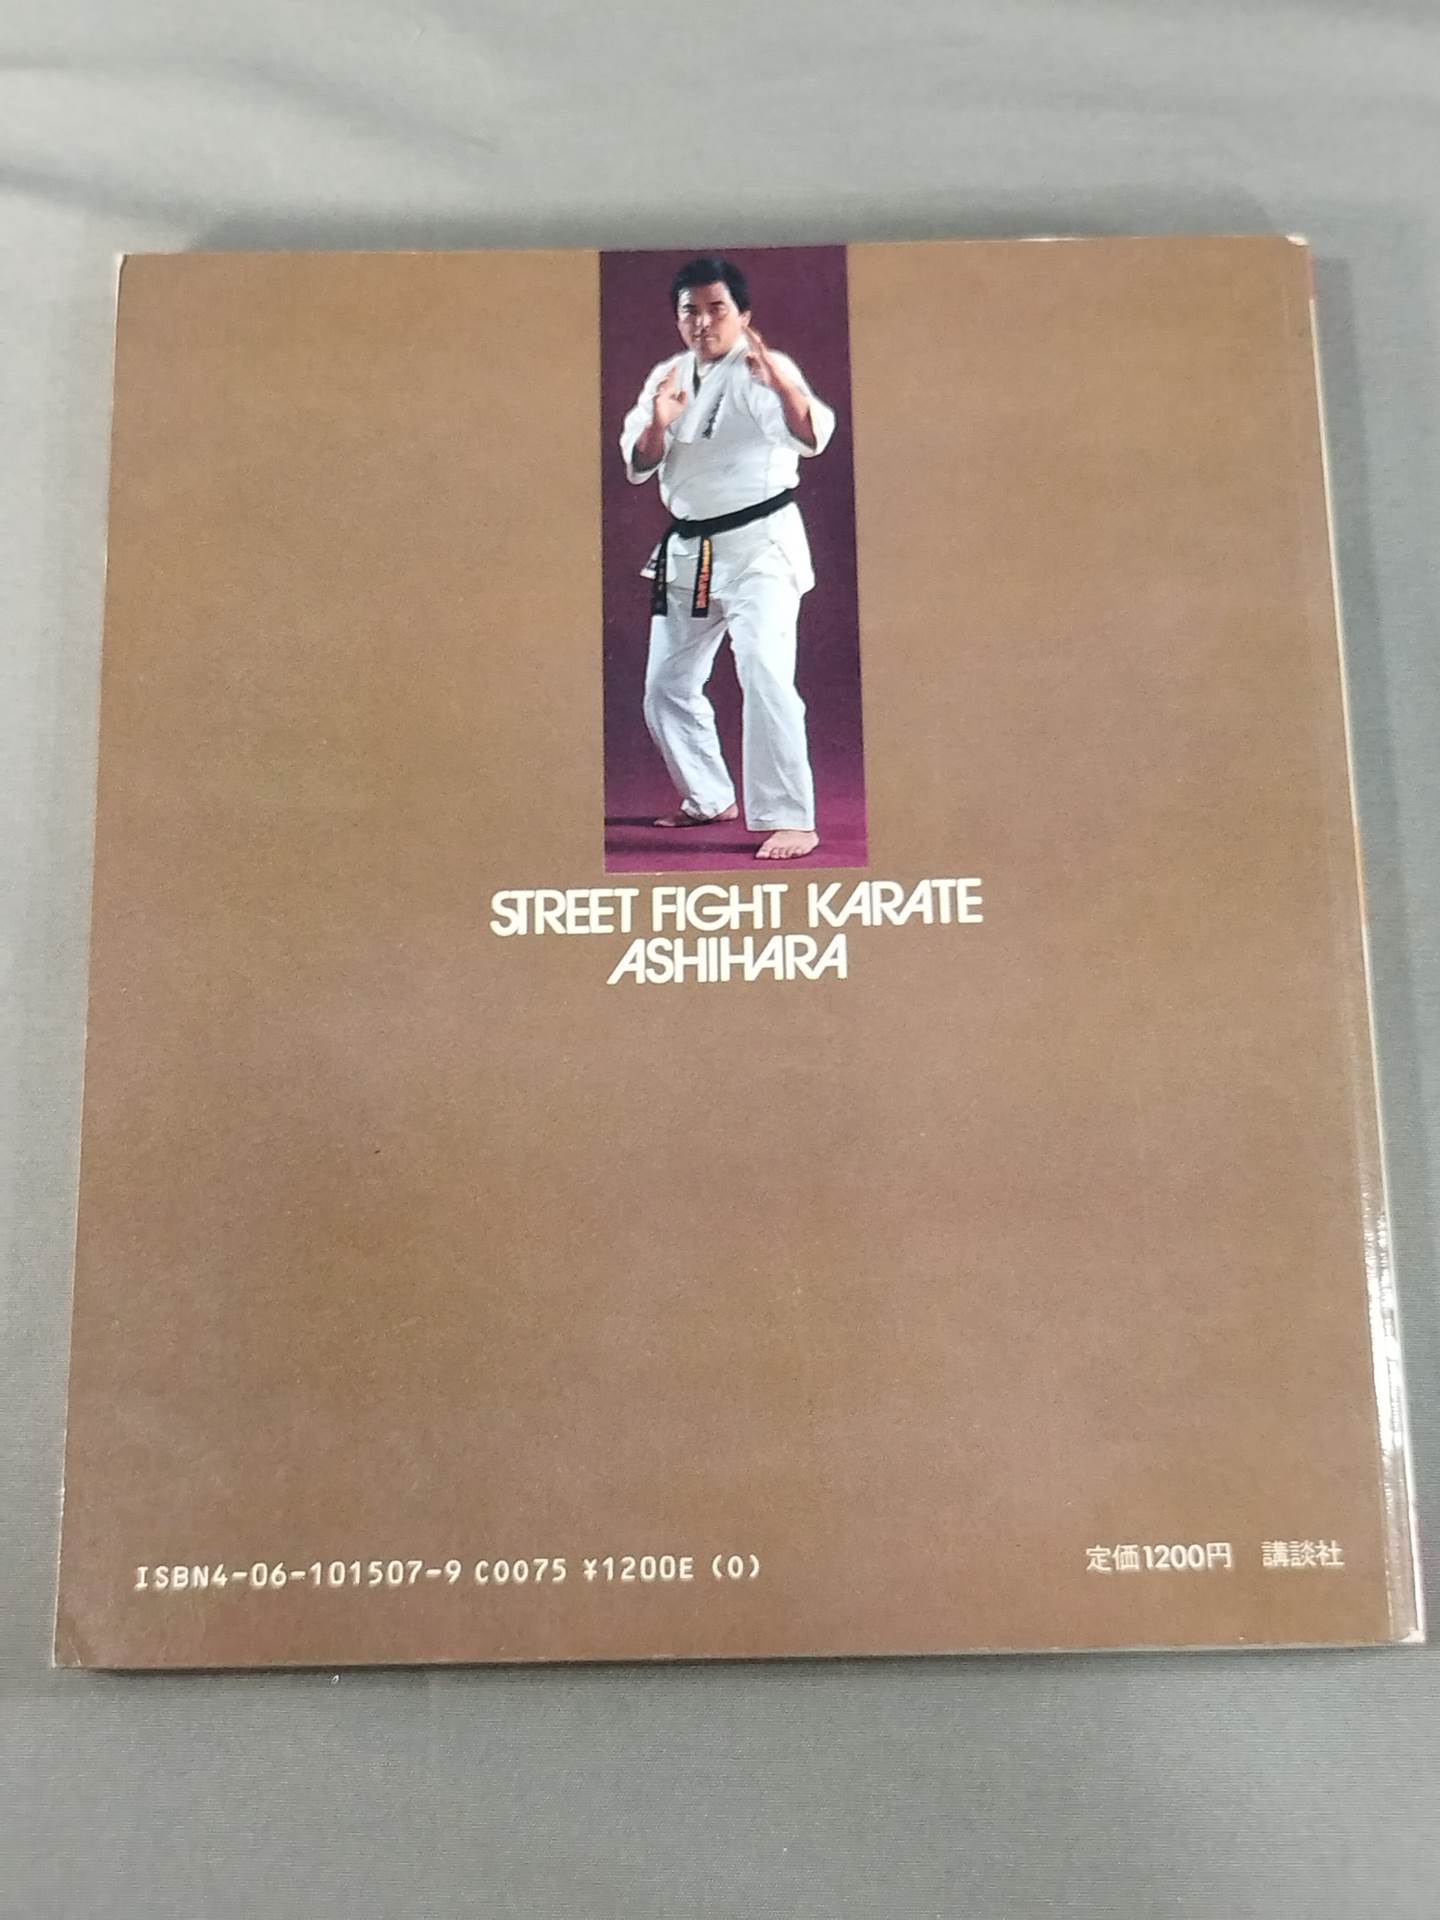 STREET FIGHT KARATE
ASHIHARA
ISBN4-06-101507-9 C0075 ¥1200E (0)
定価1200円 講談社